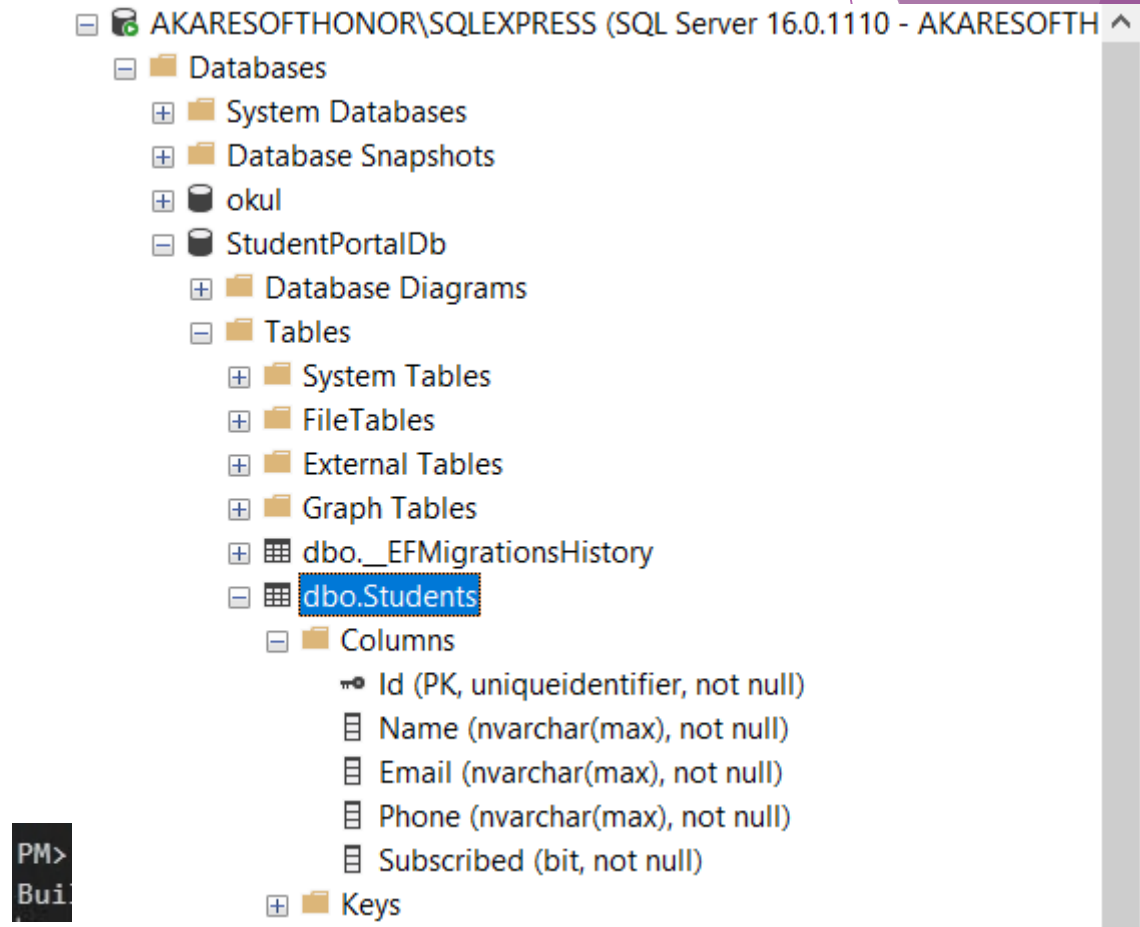 AKARESOFTHONOR\SQLEXPRESS (SQL Server 16.0.1110 - AKARESOFTH
Databases
System Databases
Database Snapshots
okul
StudentPortalDb
Database Diagrams
Tables
System Tables
FileTables
External Tables
Graph Tables
dbo.__EFMigrationsHistory
dbo.Students
Columns
Id (PK, uniqueidentifier, not null)
Name (nvarchar(max), not null)
Email (nvarchar(max), not null)
Phone (nvarchar(max), not null)
Subscribed (bit, not null)
Keys
PM>